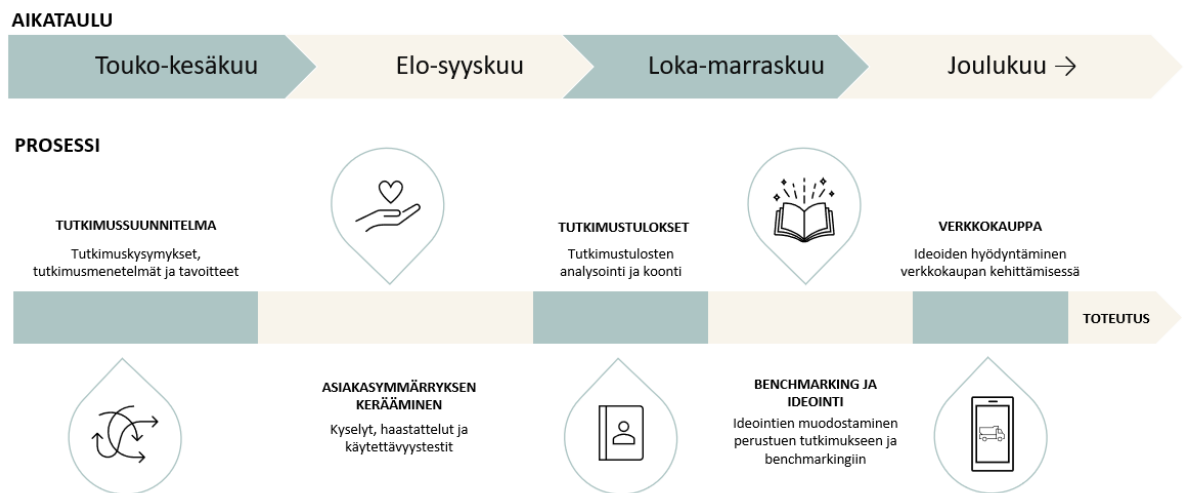 AIKATAULU
Touko-kesäkuu
Elo-syyskuu
Loka-marraskuu
Joulukuu →
PROSESSI
TUTKIMUSSUUNNITELMA
Tutkimuskysymykset,
tutkimusmenetelmät ja tavoitteet
ASIAKASYMMÄRRYKSEN
KERÄÄMINEN
Kyselyt, haastattelut ja
käytettävyystestit
TUTKIMUSTULOKSET
Tutkimustulosten
analysointi ja koonti
BENCHMARKING JA
IDEOINTI
Ideointien muodostaminen
perustuen tutkimukseen ja
benchmarkingiin
VERKKOKAUPPA
Ideoiden hyödyntäminen
verkkokaupan kehittämisessä
TOTEUTUS